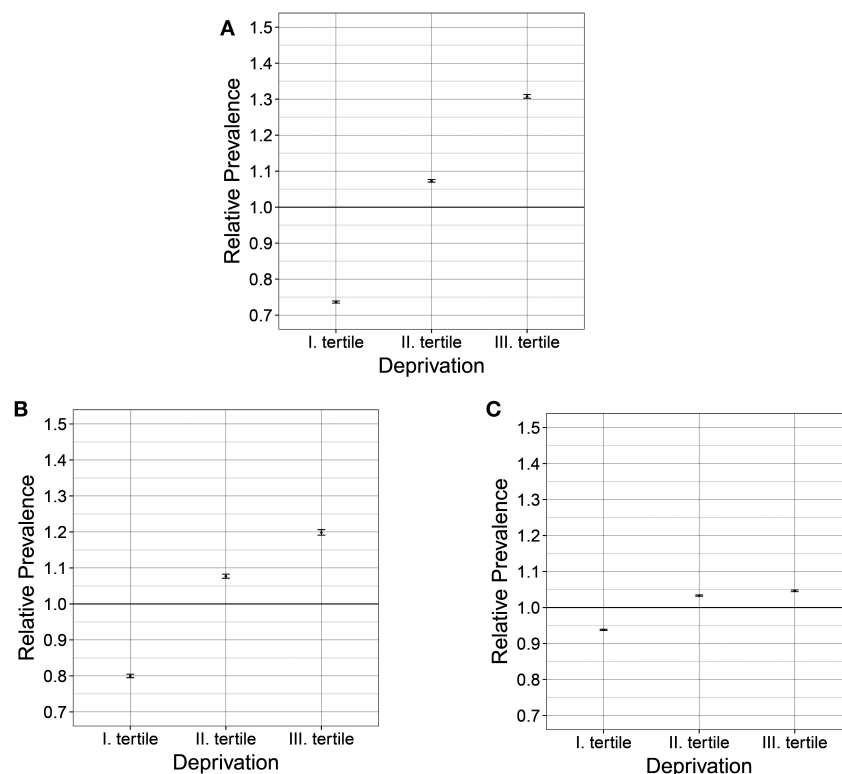 A
1.5
1.4
1.3
1.2
1.1
1.0
0.9
0.8
0.7
Relative Prevalence
I. tertile II. tertile III. tertile
Deprivation
B
1.5
1.4
1.3
1.2
1.1
1.0
0.9
0.8
0.7
Relative Prevalence
I. tertile II. tertile III. tertile
Deprivation
C
1.5
1.4
1.3
1.2
1.1
1.0
0.9
0.8
0.7
Relative Prevalence
I. tertile II. tertile III. tertile
Deprivation